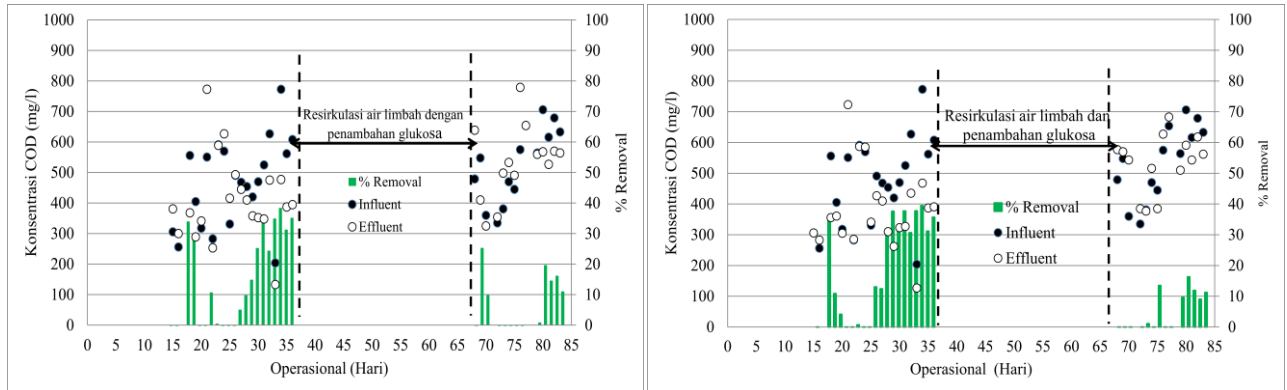 1000
900
800
700
600
500
400
300
200
100
0
Konsentrasi COD (mg/l)
Resirkulasi air limbah dengan
penambahan glukosa
% Removal
Influent
Effluent
100
90
80
70
60
50
40
30
20
10
0
% Removal
0 5 10 15 20 25 30 35 40 45 50 55 60 65 70 75 80 85
Operasional (Hari)
1000
900
800
700
600
500
400
300
200
100
0
Konsentrasi COD (mg/l)
Resirkulasi air limbah dan
penambahan glukosa
% Removal
Influent
Effluent
100
90
80
70
60
50
40
30
20
10
0
% Removal
0 5 10 15 20 25 30 35 40 45 50 55 60 65 70 75 80 85
Operasional (Hari)